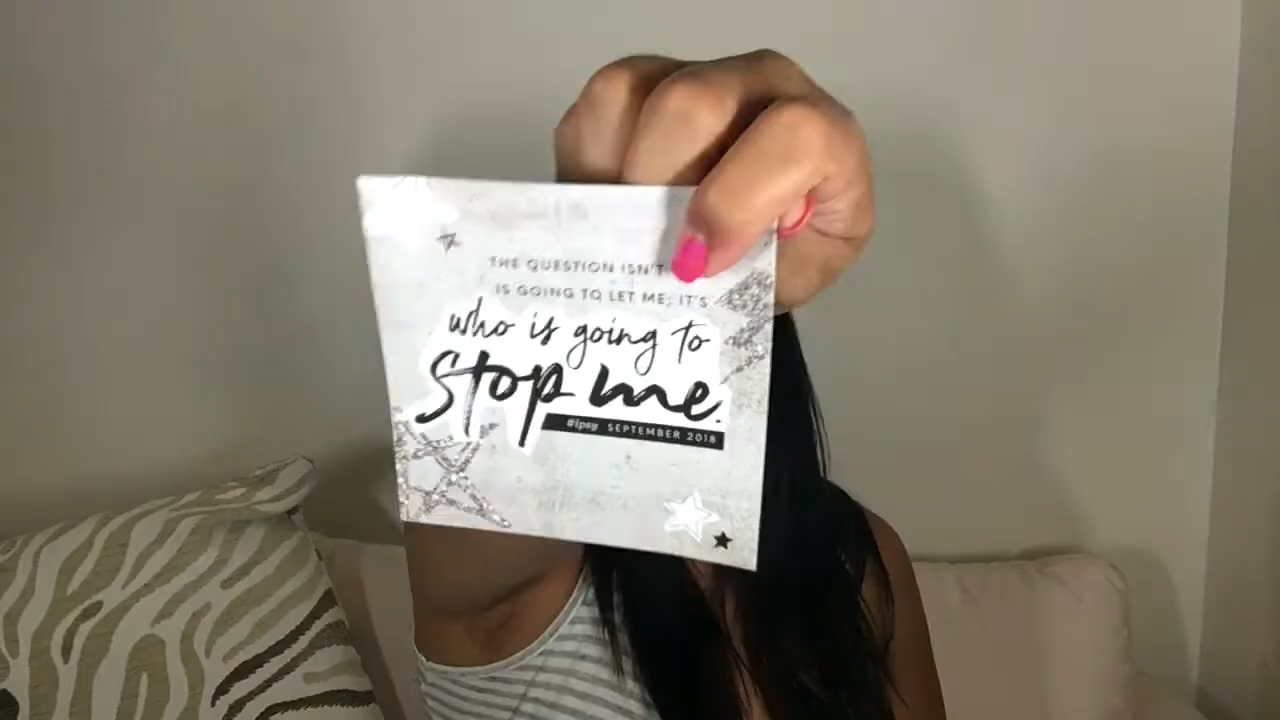 THE QUESTION ISN'T
IS GOING TO LET ME; IT'S
who is going to
Stop me.
#ipsy SEPTEMBER 2018